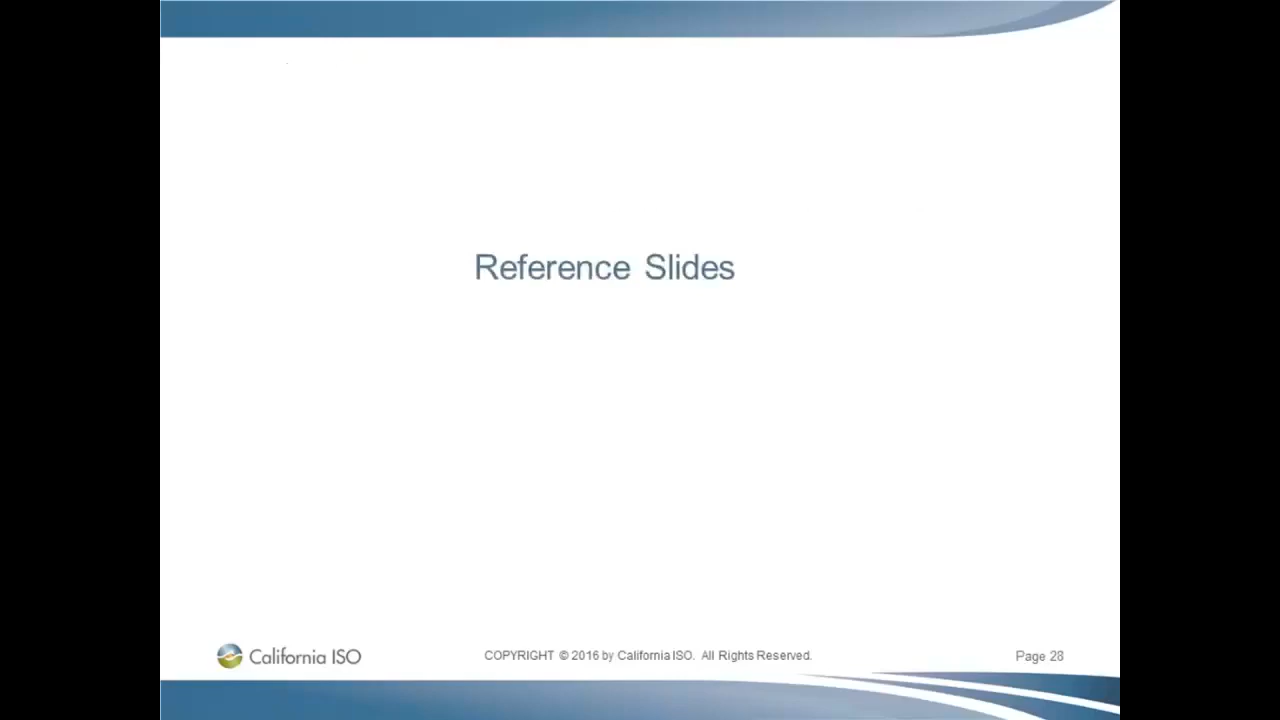 Reference Slides
California ISO
COPYRIGHT © 2016 by California ISO. All Rights Reserved.
Page 28